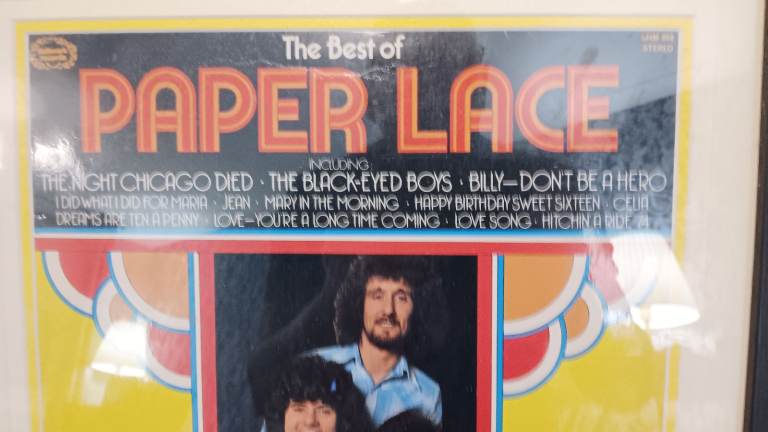 The Best of
STEREO
PAPER LACE
INCLUDING
THE NIGHT CHICAGO DIED · THE BLACK-EYED BOYS · BILLY—DON'T BE A HERO
I DID WHAT I DID FOR MARIA · JEAN · MARY IN THE MORNING · HAPPY BIRTHDAY SWEET SIXTEEN · CELIA
DREAMS ARE TEN A PENNY · LOVE—YOU'RE A LONG TIME COMING · LOVE SONG · HITCHIN A RIDE '74